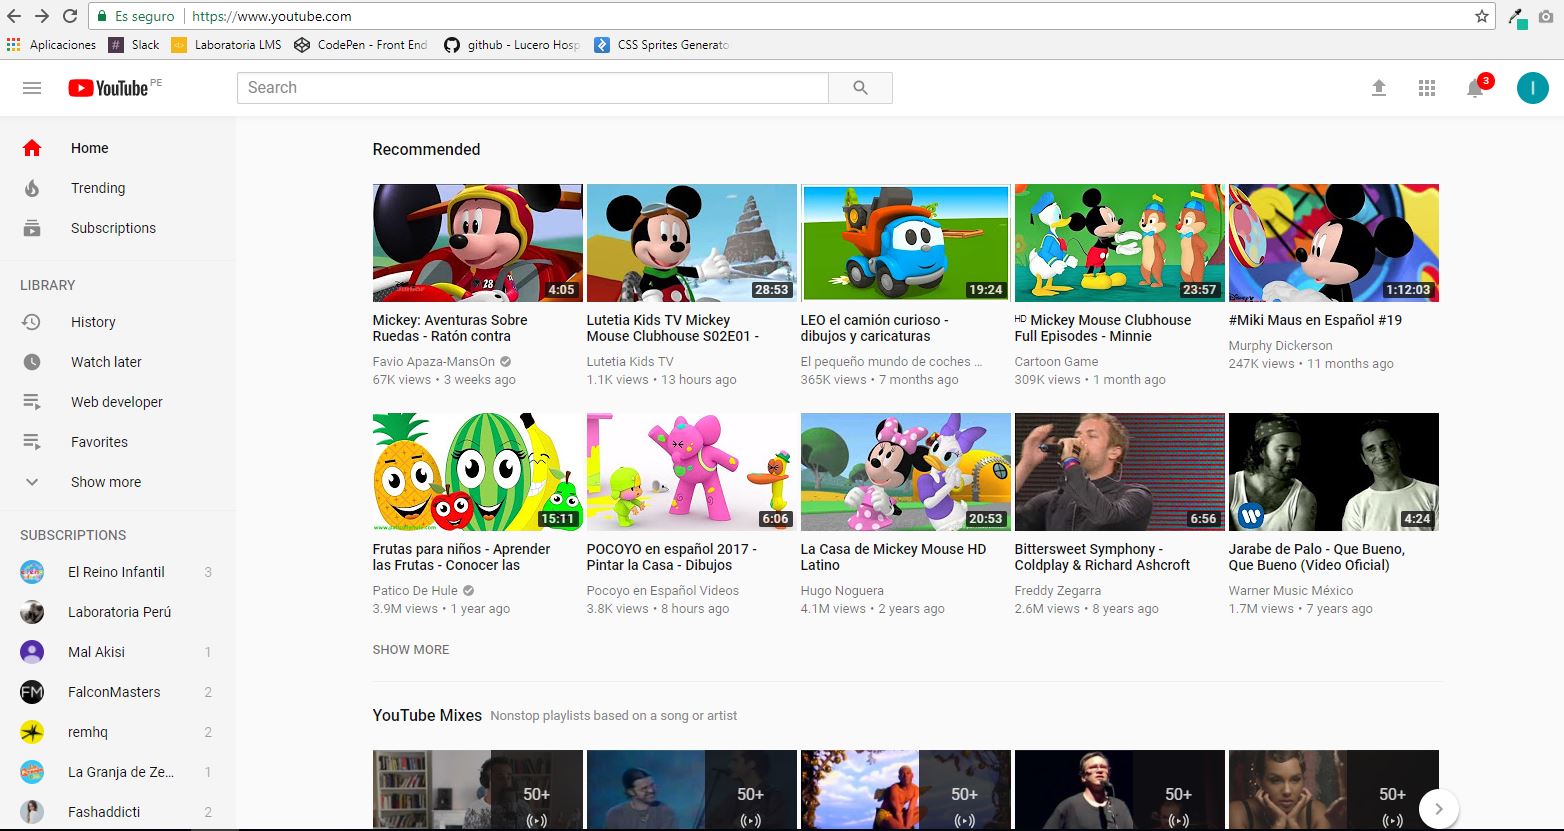 Es seguro | https://www.youtube.com
Aplicaciones Slack Laboratoria LMS CodePen - Front End github - Lucero Hosp CSS Sprites Generato
YouTube PE Search 3 I
Home
Trending
Subscriptions
LIBRARY
History
Watch later
Web developer
Favorites
Show more
SUBSCRIPTIONS
El Reino Infantil 3
Laboratoria Perú
Mal Akisi 1
FM FalconMasters 2
remhq 2
La Granja de Ze... 1
Fashaddicti 2
Recommended
28
4:05
Mickey: Aventuras Sobre
Ruedas - Ratón contra
Favio Apaza-MansOn
67K views • 3 weeks ago
28:53
Lutetia Kids TV Mickey
Mouse Clubhouse S02E01 -
Lutetia Kids TV
1.1K views • 13 hours ago
19:24
LEO el camión curioso -
dibujos y caricaturas
El pequeño mundo de coches ...
365K views • 7 months ago
23:57
HD Mickey Mouse Clubhouse
Full Episodes - Minnie
Cartoon Game
309K views • 1 month ago
1:12:03
#Miki Maus en Español #19
Murphy Dickerson
247K views • 11 months ago
15:11
Frutas para niños - Aprender
las Frutas - Conocer las
Patico De Hule
3.9M views • 1 year ago
6:06
POCOYO en español 2017 -
Pintar la Casa - Dibujos
Pocoyo en Español Videos
3.8K views • 8 hours ago
20:53
La Casa de Mickey Mouse HD
Latino
Hugo Noguera
4.1M views • 2 years ago
6:56
Bittersweet Symphony -
Coldplay & Richard Ashcroft
Freddy Zegarra
2.6M views • 8 years ago
4:24
Jarabe de Palo - Que Bueno,
Que Bueno (Video Oficial)
Warner Music México
1.7M views • 7 years ago
SHOW MORE
YouTube Mixes Nonstop playlists based on a song or artist
50+ 50+ 50+ 50+ 50+